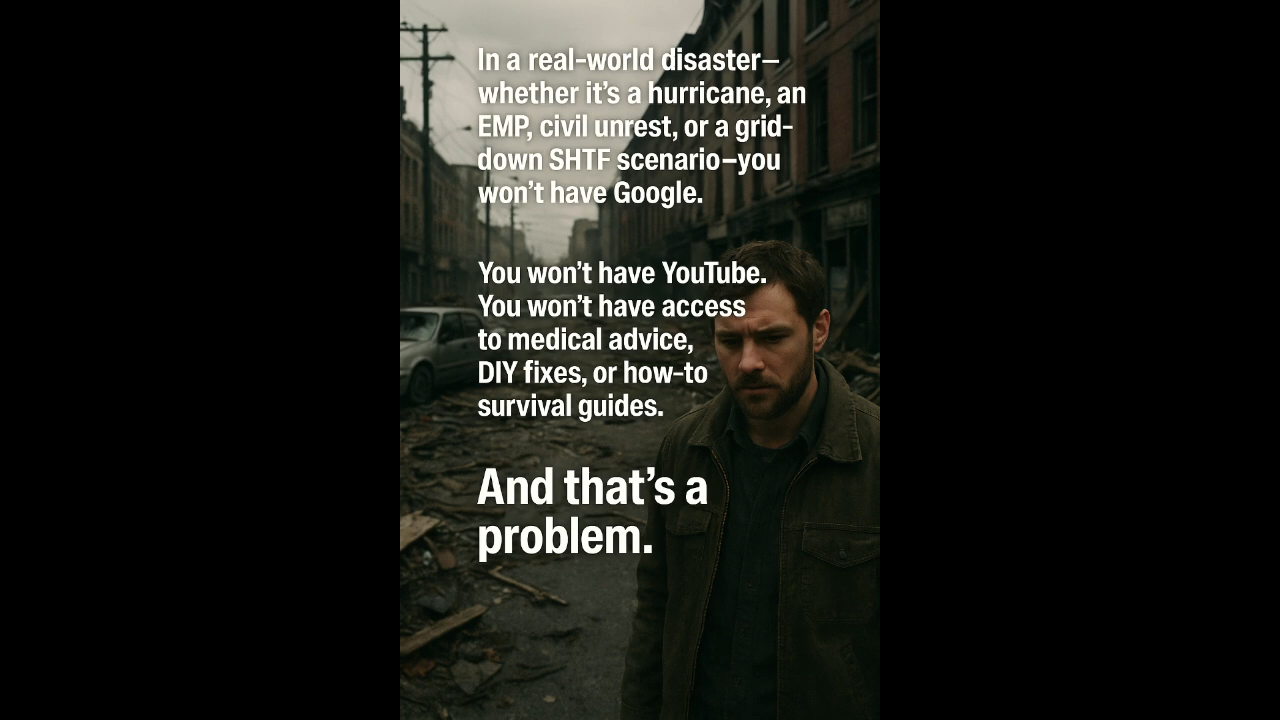 In a real-world disaster—
whether it's a hurricane, an
EMP, civil unrest, or a grid-
down SHTF scenario—you
won't have Google.
You won't have YouTube.
You won't have access
to medical advice,
DIY fixes, or how-to
survival guides.
And that's a
problem.